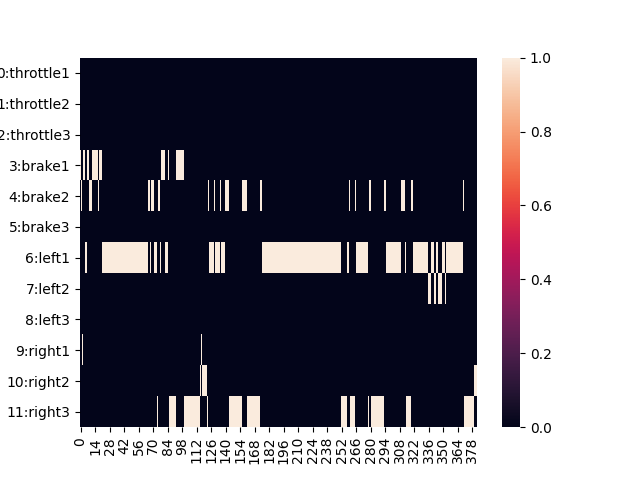 0:throttle1
1:throttle2
2:throttle3
3:brake1
4:brake2
5:brake3
6:left1
7:left2
8:left3
9:right1
10:right2
11:right3
0 14 28 42 56 70 84 98 112 126 140 154 168 182 196 210 224 238 252 266 280 294 308 322 336 350 364 378
1.0
0.8
0.6
0.4
0.2
0.0